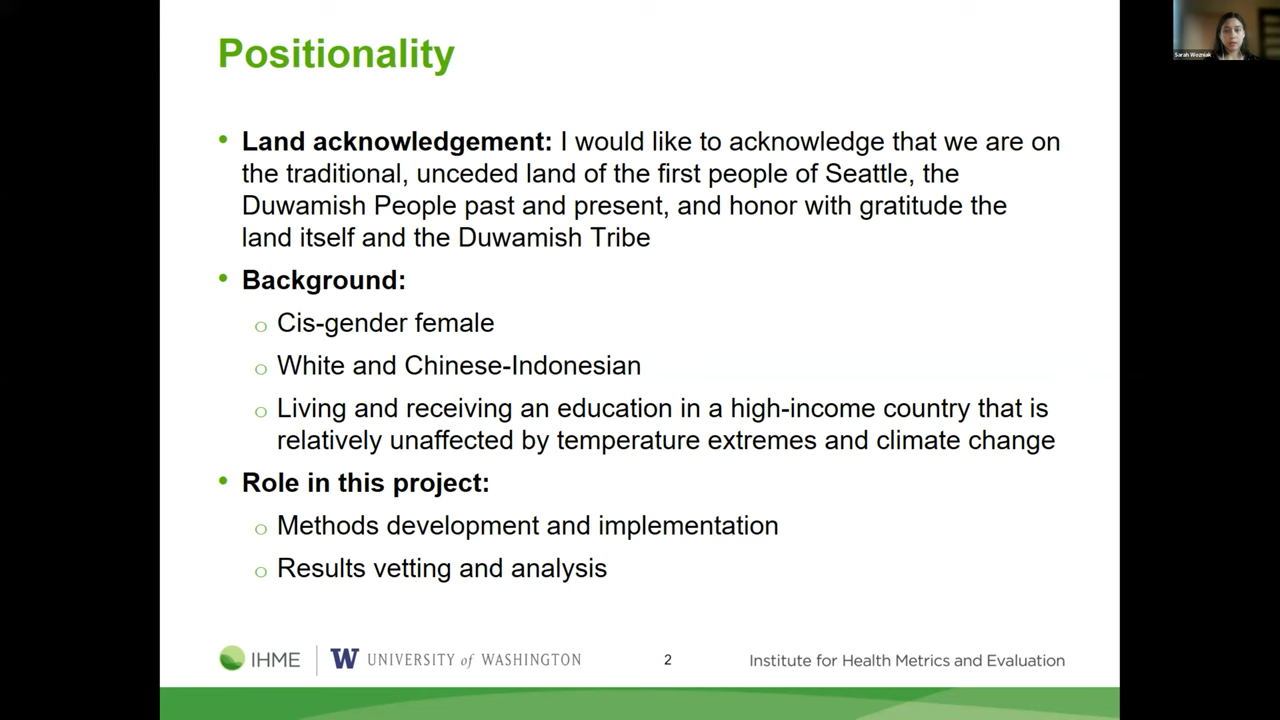 Positionality
Sarah Wozniak
• Land acknowledgement: I would like to acknowledge that we are on
the traditional, unceded land of the first people of Seattle, the
Duwamish People past and present, and honor with gratitude the
land itself and the Duwamish Tribe
• Background:
o Cis-gender female
o White and Chinese-Indonesian
o Living and receiving an education in a high-income country that is
relatively unaffected by temperature extremes and climate change
• Role in this project:
o Methods development and implementation
o Results vetting and analysis
IHME W UNIVERSITY of WASHINGTON 2 Institute for Health Metrics and Evaluation